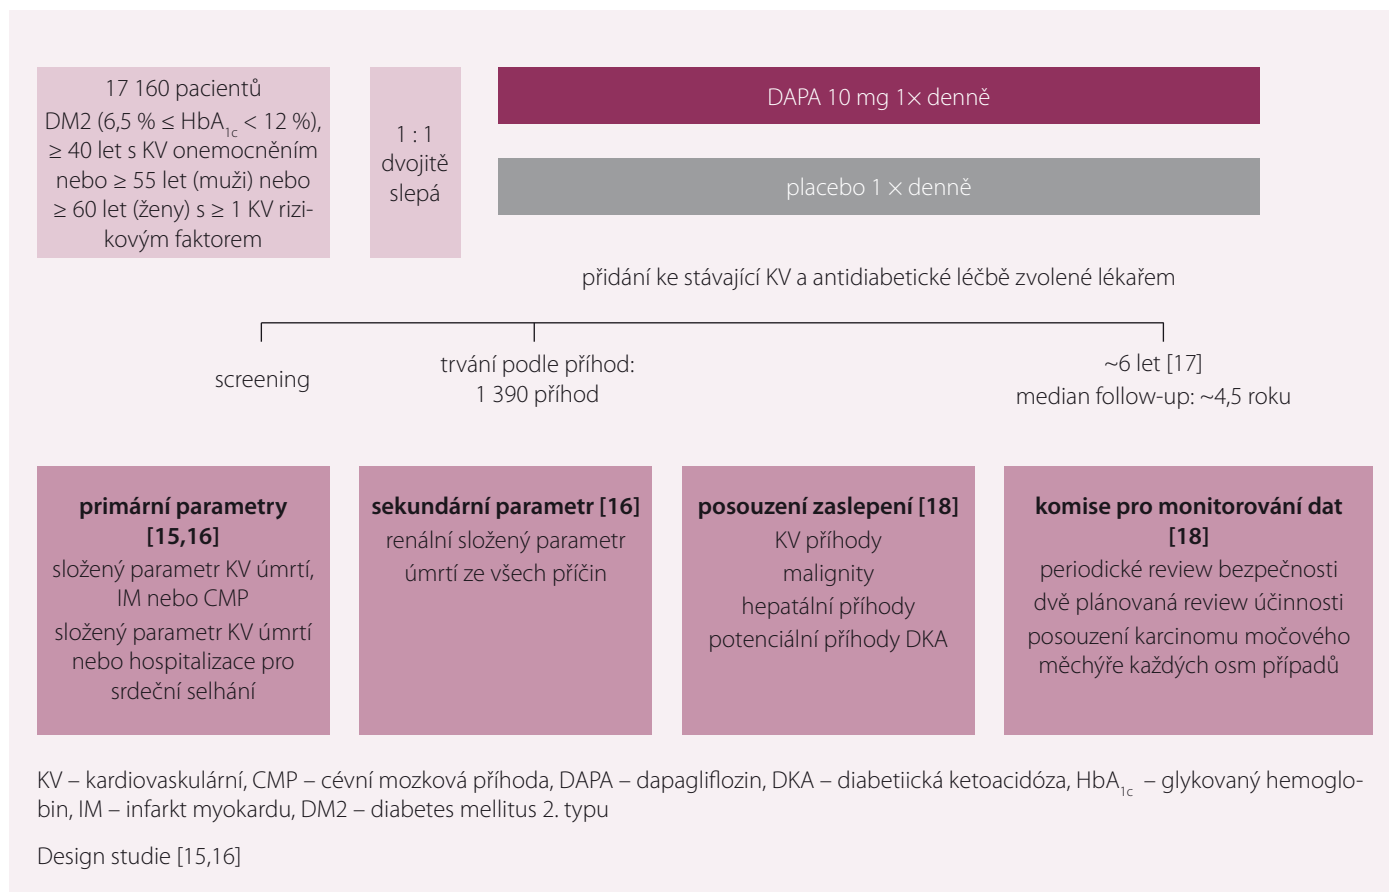 17 160 pacientů
DM2 (6,5 % ≤ HbA1c < 12 %),
≥ 40 let s KV onemocněním
nebo ≥ 55 let (muži) nebo
≥ 60 let (ženy) s ≥ 1 KV rizi-
kovým faktorem
1 : 1
dvojitě
slepá
DAPA 10 mg 1× denně
placebo 1 × denně
přidání ke stávající KV a antidiabetické léčbě zvolené lékařem
screening
trvání podle příhod:
1 390 příhod
~6 let [17]
median follow-up: ~4,5 roku
primární parametry
[15,16]
složený parametr KV úmrtí,
IM nebo CMP
složený parametr KV úmrtí
nebo hospitalizace pro
srdeční selhání
sekundární parametr [16]
renální složený parametr
úmrtí ze všech příčin
posouzení zaslepení [18]
KV příhody
malignity
hepatální příhody
potenciální příhody DKA
komise pro monitorování dat
[18]
periodické review bezpečnosti
dvě plánovaná review účinnosti
posouzení karcinomu močového
měchýře každých osm případů
KV – kardiovaskulární, CMP – cévní mozková příhoda, DAPA – dapagliflozin, DKA – diabetiická ketoacidóza, HbA1c – glykovaný hemoglo-
bin, IM – infarkt myokardu, DM2 – diabetes mellitus 2. typu
Design studie [15,16]